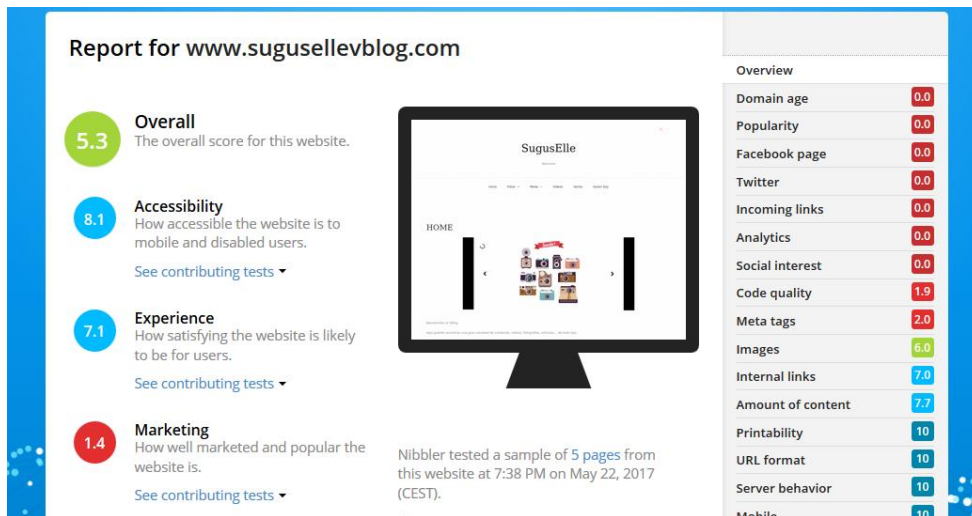 Report for www.sugusellevblog.com
5.3
Overall
The overall score for this website.
8.1
Accessibility
How accessible the website is to
mobile and disabled users.
See contributing tests
7.1
Experience
How satisfying the website is likely
to be for users.
See contributing tests
1.4
Marketing
How well marketed and popular the
website is.
See contributing tests
SugusElle
HOME
Nibbler tested a sample of 5 pages from
this website at 7:38 PM on May 22, 2017
(CEST).
Overview
Domain age 0.0
Popularity 0.0
Facebook page 0.0
Twitter 0.0
Incoming links 0.0
Analytics 0.0
Social interest 0.0
Code quality 1.9
Meta tags 2.0
Images 6.0
Internal links 7.0
Amount of content 7.7
Printability 10
URL format 10
Server behavior 10
Mobile 10